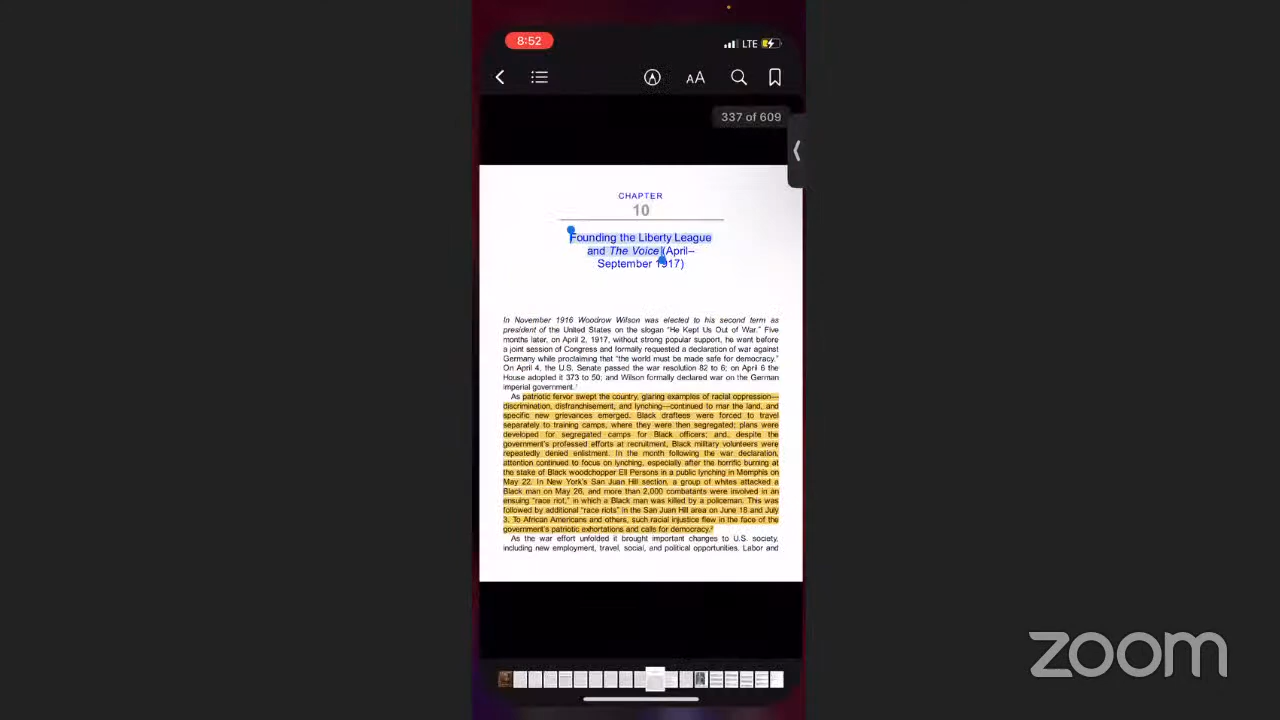 8:52
LTE
AA
337 of 609
CHAPTER
10
Founding the Liberty League
and The Voice (April–
September 1917)
In November 1916 Woodrow Wilson was elected to his second term as
president of the United States on the slogan “He Kept Us Out of War.” Five
months later, on April 2, 1917, without strong popular support, he went before
a joint session of Congress and formally requested a declaration of war against
Germany while proclaiming that “the world must be made safe for democracy.”
On April 4, the U.S. Senate passed the war resolution 82 to 6; on April 6 the
House adopted it 373 to 50; and Wilson formally declared war on the German
imperial government.1
As patriotic fervor swept the country, glaring examples of racial oppression—
discrimination, disfranchisement, and lynching—continued to mar the land, and
specific new grievances emerged. Black draftees were forced to travel
separately to training camps, where they were then segregated; plans were
developed for segregated camps for Black officers; and, despite the
government’s professed efforts at recruitment, Black military volunteers were
repeatedly denied enlistment. In the month following the war declaration,
attention continued to focus on lynching, especially after the horrific burning at
the stake of Black woodchopper Ell Persons in a public lynching in Memphis on
May 22. In New York’s San Juan Hill section, a group of whites attacked a
Black man on May 26, and more than 2,000 combatants were involved in an
ensuing “race riot,” in which a Black man was killed by a policeman. This was
followed by additional “race riots” in the San Juan Hill area on June 18 and July
3. To African Americans and others, such racial injustice flew in the face of the
government’s patriotic exhortations and calls for democracy.2
As the war effort unfolded it brought important changes to U.S. society,
including new employment, travel, social, and political opportunities. Labor and
zoom